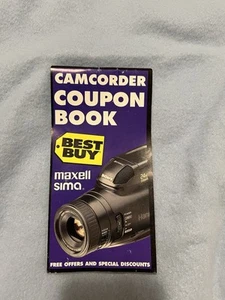 CAMCORDER
COUPON
BOOK
BEST
BUY
maxell
sima
FREE OFFERS AND SPECIAL DISCOUNTS